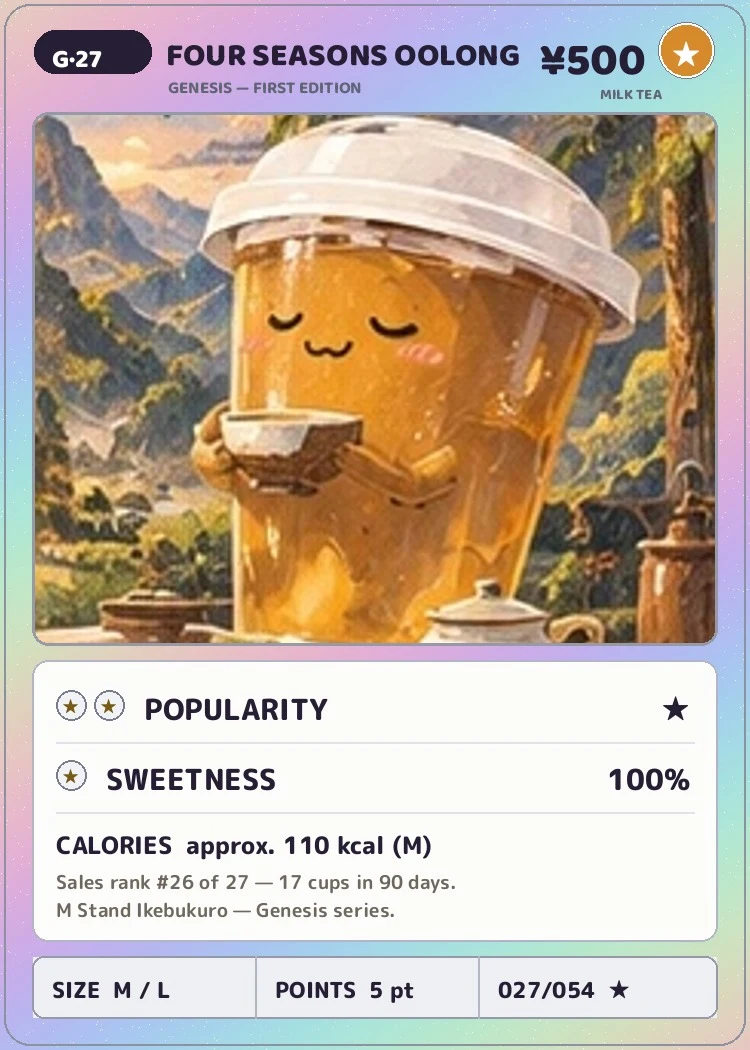 G·27 FOUR SEASONS OOLONG ¥500 ★
GENESIS — FIRST EDITION
MILK TEA
★ ★ POPULARITY ★
★ SWEETNESS 100%
CALORIES approx. 110 kcal (M)
Sales rank #26 of 27 — 17 cups in 90 days.
M Stand Ikebukuro — Genesis series.
SIZE M / L POINTS 5 pt 027/054 ★